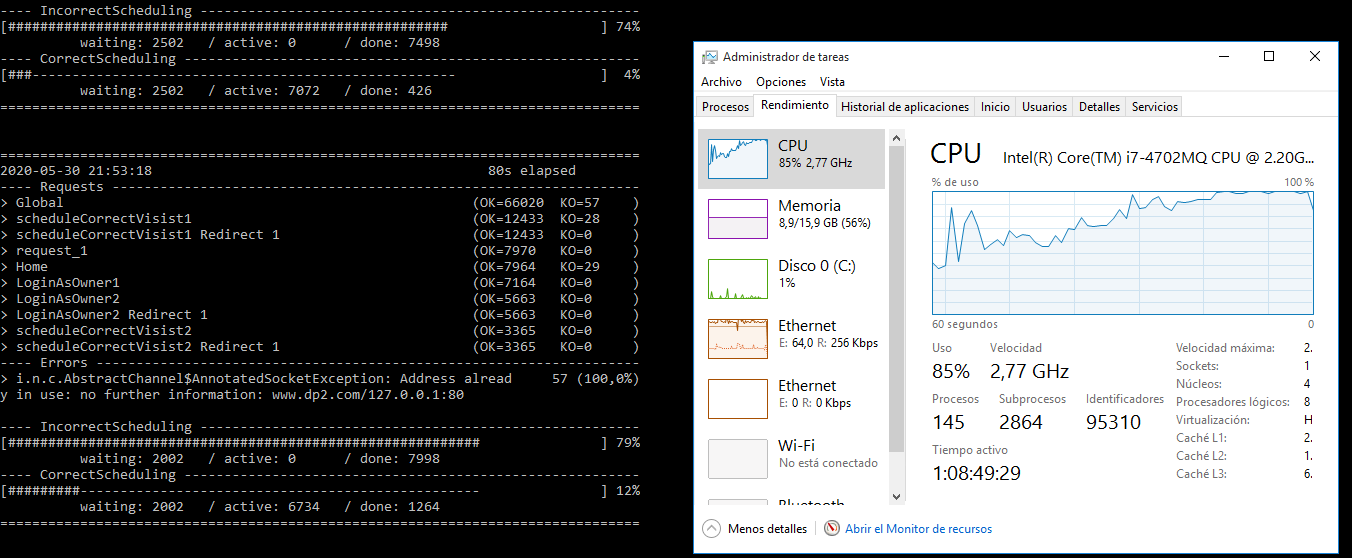 ---- IncorrectScheduling -------------------------------------------------------
[####################################################### ] 74%
waiting: 2502 / active: 0 / done: 7498
---- CorrectScheduling ---------------------------------------------------------
[###----------------------------------------------------- ] 4%
waiting: 2502 / active: 7072 / done: 426
================================================================================
================================================================================
2020-05-30 21:53:18 80s elapsed
---- Requests ------------------------------------------------------------------
> Global (OK=66020 KO=57 )
> scheduleCorrectVisist1 (OK=12433 KO=28 )
> scheduleCorrectVisist1 Redirect 1 (OK=12433 KO=0 )
> request_1 (OK=7970 KO=0 )
> Home (OK=7964 KO=29 )
> LoginAsOwner1 (OK=7164 KO=0 )
> LoginAsOwner2 (OK=5663 KO=0 )
> LoginAsOwner2 Redirect 1 (OK=5663 KO=0 )
> scheduleCorrectVisist2 (OK=3365 KO=0 )
> scheduleCorrectVisist2 Redirect 1 (OK=3365 KO=0 )
---- Errors --------------------------------------------------------------------
> i.n.c.AbstractChannel$AnnotatedSocketException: Address alread 57 (100,0%)
y in use: no further information: www.dp2.com/127.0.0.1:80
---- IncorrectScheduling -------------------------------------------------------
[########################################################### ] 79%
waiting: 2002 / active: 0 / done: 7998
---- CorrectScheduling ---------------------------------------------------------
[#########-------------------------------------------------- ] 12%
waiting: 2002 / active: 6734 / done: 1264
================================================================================
Administrador de tareas
Archivo Opciones Vista
Procesos Rendimiento Historial de aplicaciones Inicio Usuarios Detalles Servicios
CPU
85% 2,77 GHz
Memoria
8,9/15,9 GB (56%)
Disco 0 (C:)
1%
Ethernet
E: 64,0 R: 256 Kbps
Ethernet
E: 0 R: 0 Kbps
Wi-Fi
No está conectado
Bluetooth
CPU Intel(R) Core(TM) i7-4702MQ CPU @ 2.20G...
% de uso 100 %
60 segundos 0
Uso Velocidad
85% 2,77 GHz
Procesos Subprocesos Identificadores
145 2864 95310
Tiempo activo
1:08:49:29
Velocidad máxima: 2.
Sockets: 1
Núcleos: 4
Procesadores lógicos: 8
Virtualización: H
Caché L1: 2.
Caché L2: 1.
Caché L3: 6.
Menos detalles Abrir el Monitor de recursos